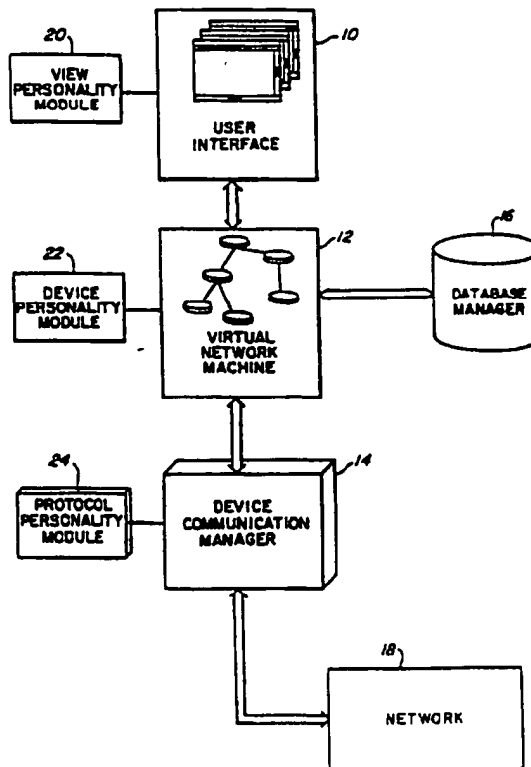 20
VIEW
PERSONALITY
MODULE
10
USER
INTERFACE
22
DEVICE
PERSONALITY
MODULE
12
VIRTUAL
NETWORK
MACHINE
16
DATABASE
MANAGER
24
PROTOCOL
PERSONALITY
MODULE
14
DEVICE
COMMUNICATION
MANAGER
18
NETWORK